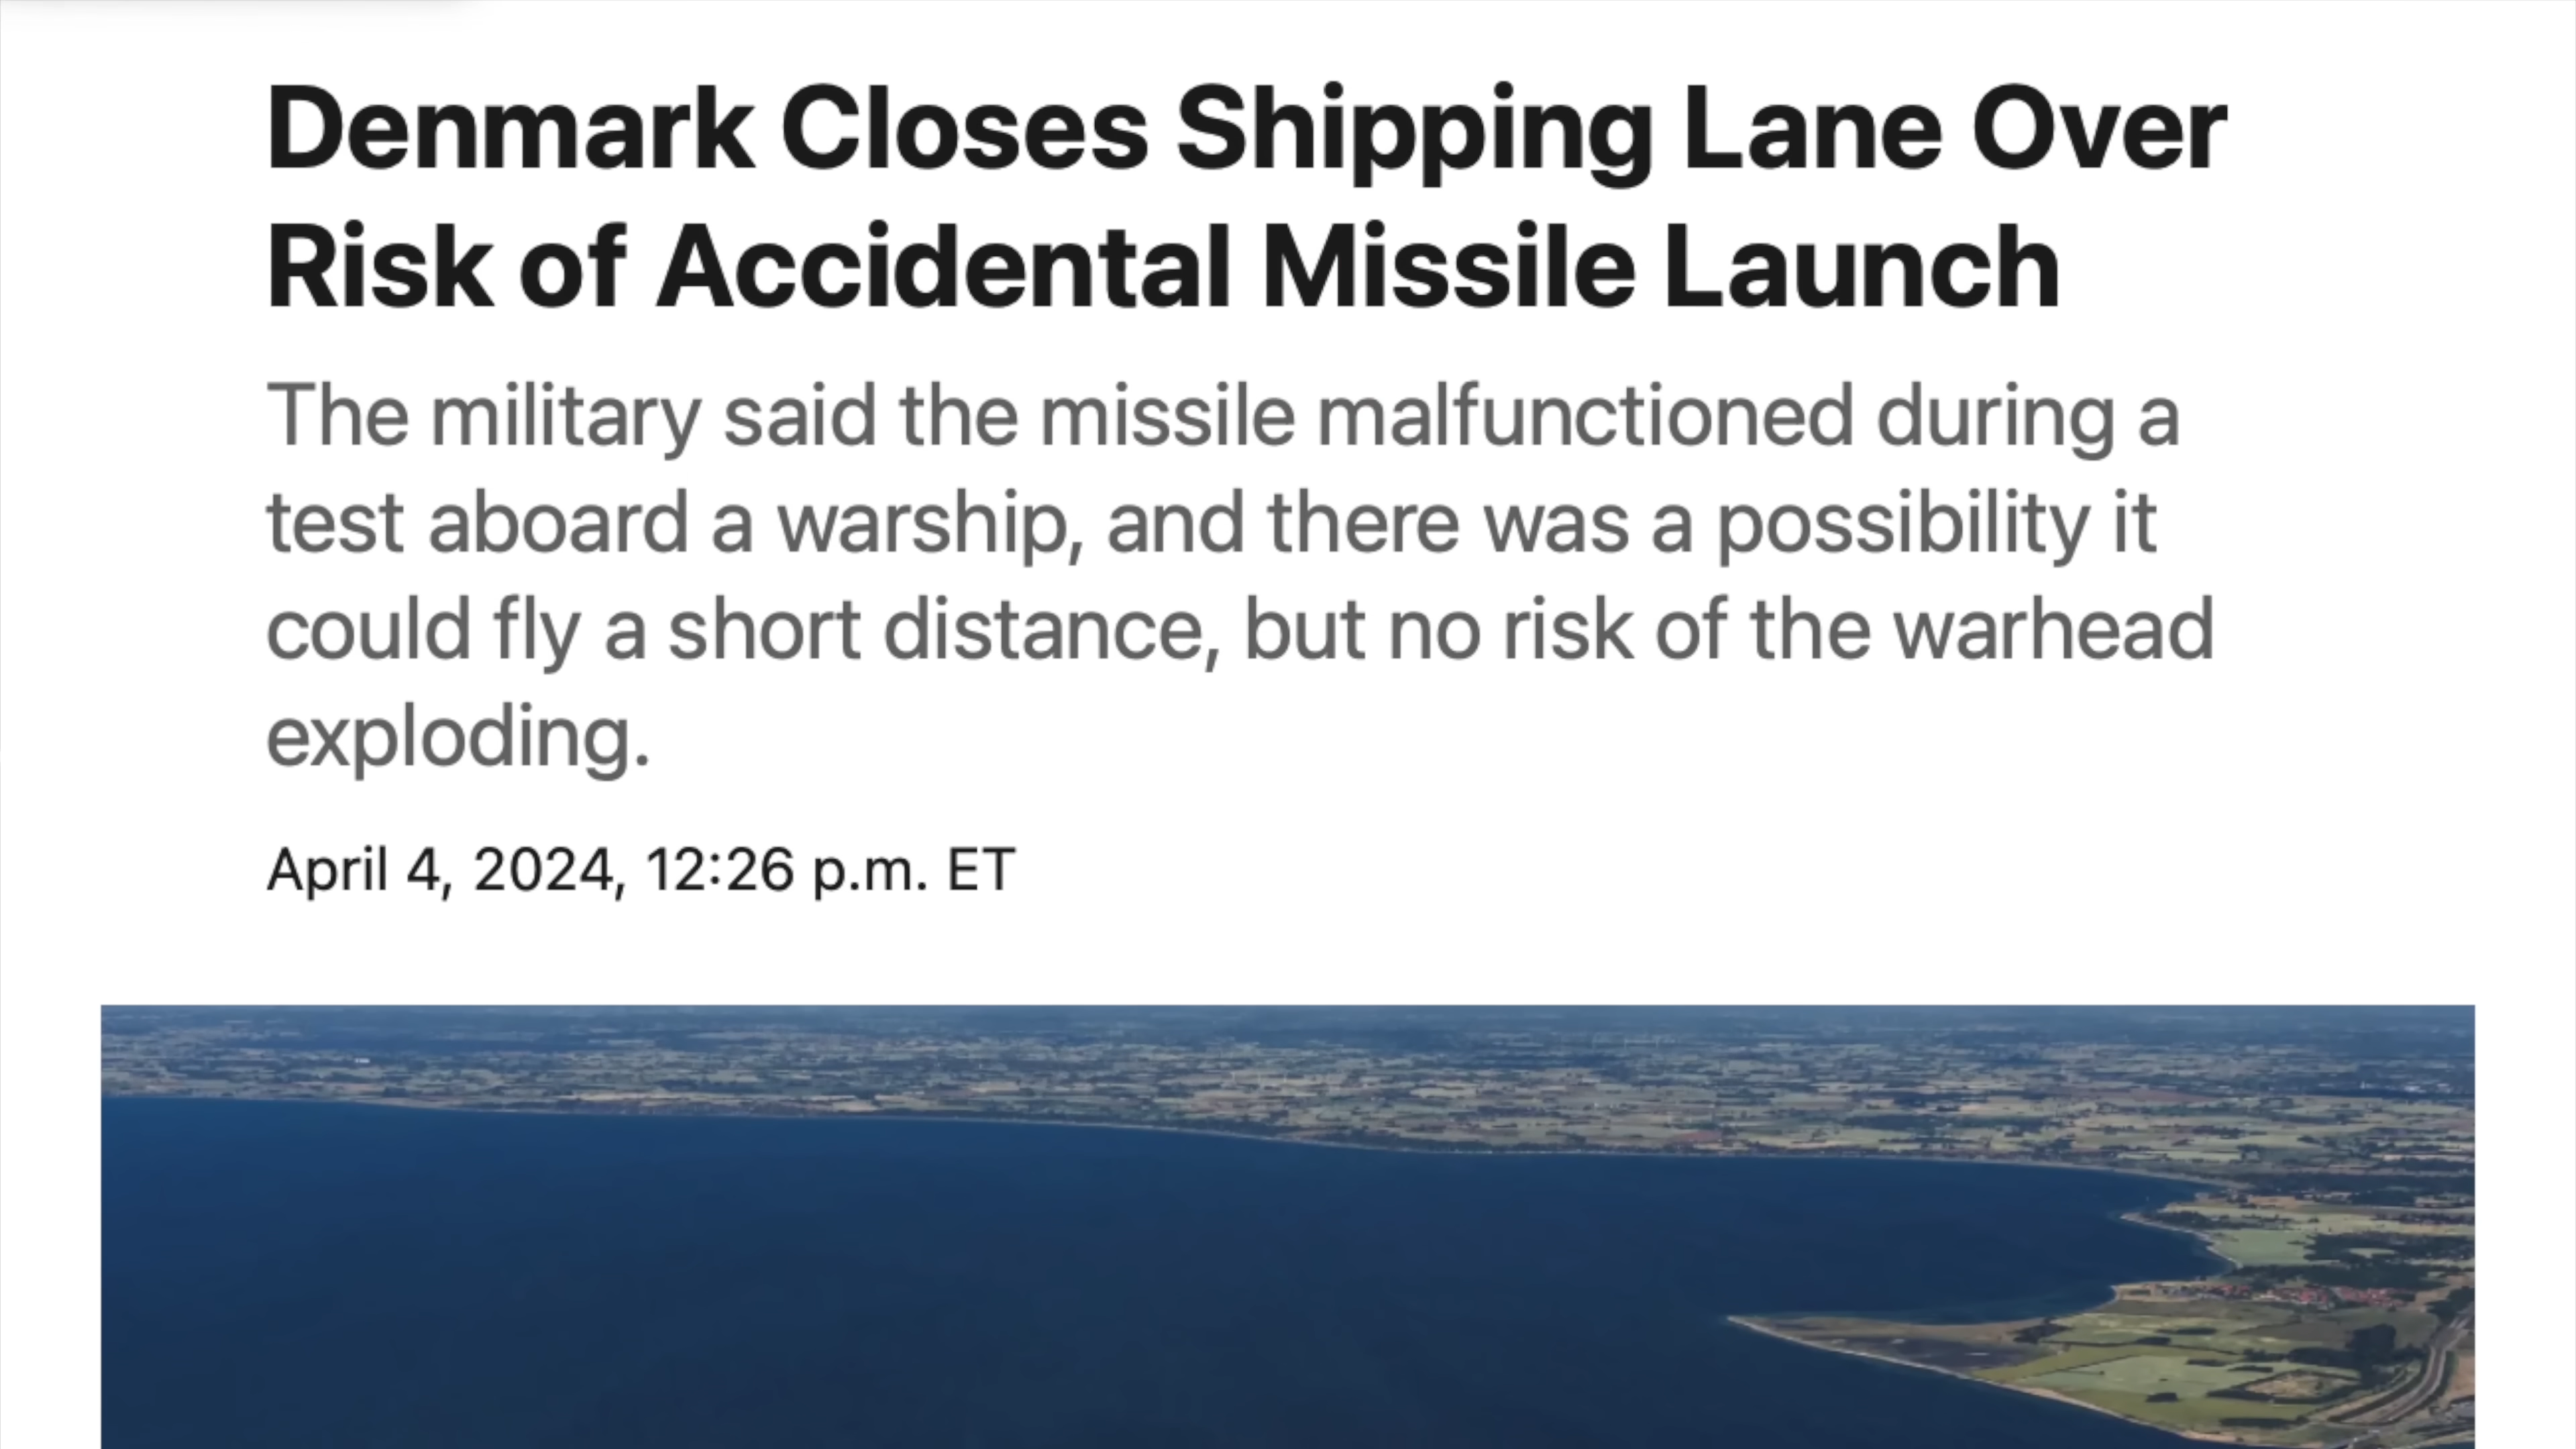 Denmark Closes Shipping Lane Over
Risk of Accidental Missile Launch
The military said the missile malfunctioned during a
test aboard a warship, and there was a possibility it
could fly a short distance, but no risk of the warhead
exploding.
April 4, 2024, 12:26 p.m. ET